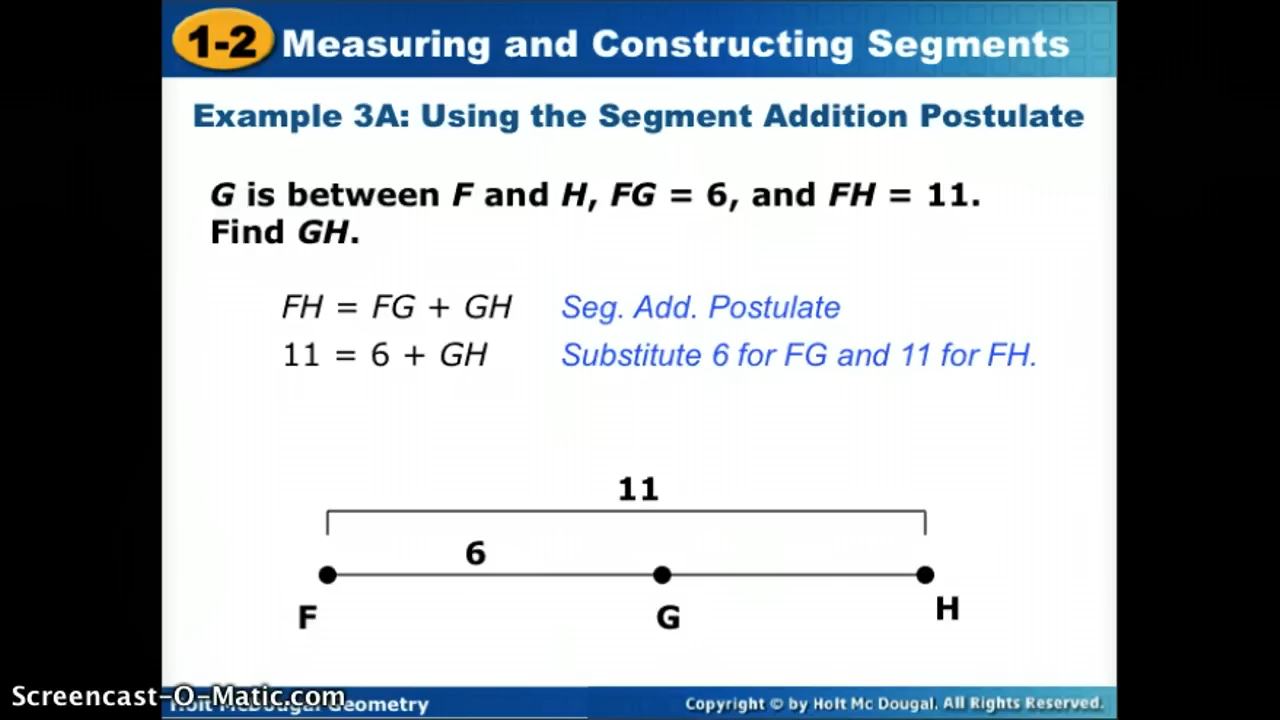 1-2 Measuring and Constructing Segments
Example 3A: Using the Segment Addition Postulate
G is between F and H, FG = 6, and FH = 11.
Find GH.
FH = FG + GH Seg. Add. Postulate
11 = 6 + GH Substitute 6 for FG and 11 for FH.
11
6
F G H
Screencast-O-Matic.com
Holt McDougal Geometry Copyright © by Holt Mc Dougal. All Rights Reserved.